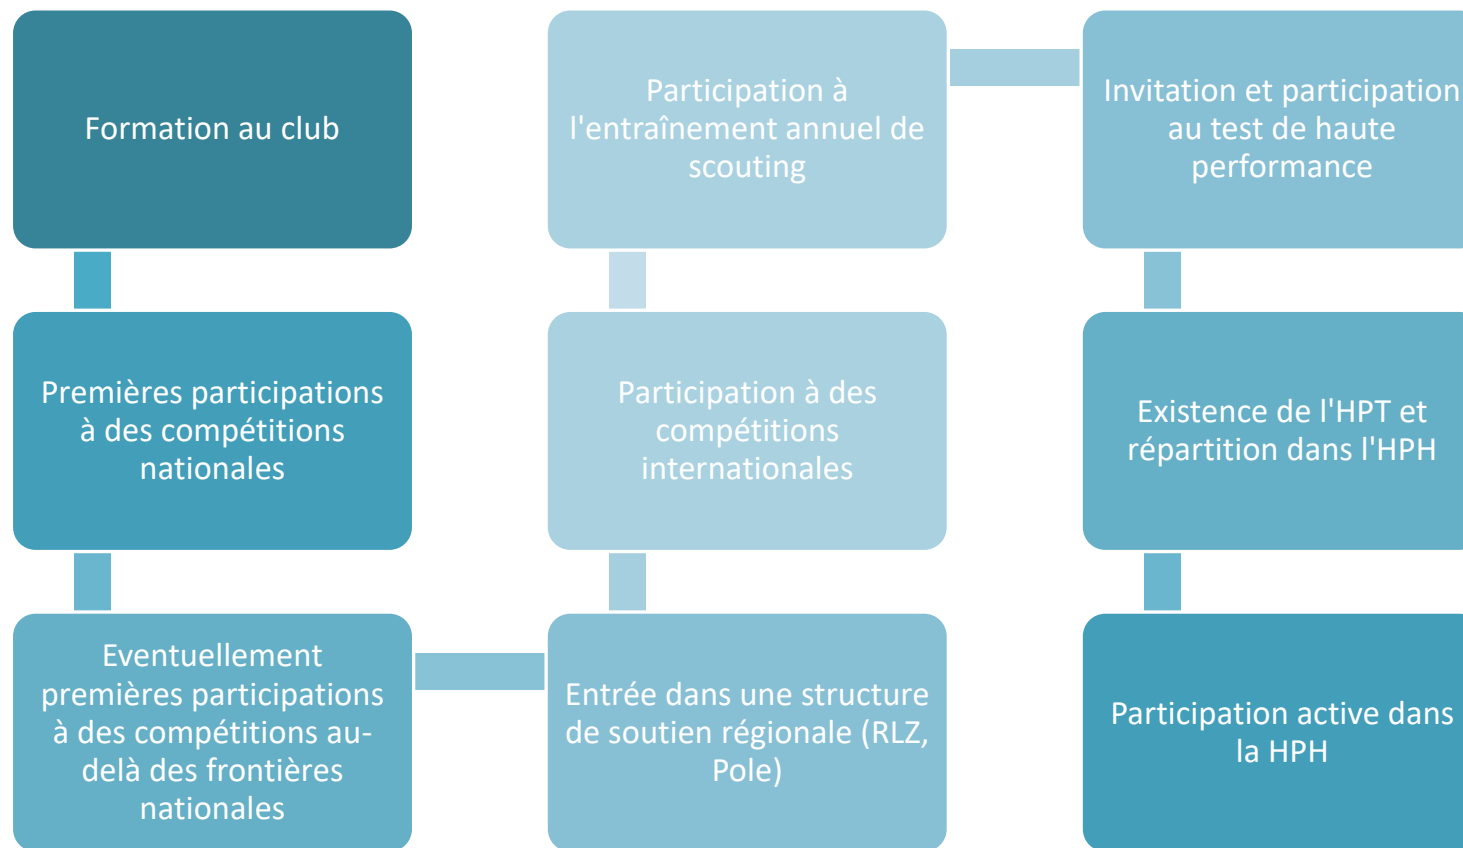 Formation au club
Premières participations
à des compétitions
nationales
Eventuellement
premières participations
à des compétitions au-
delà des frontières
nationales
Entrée dans une structure
de soutien régionale (RLZ,
Pole)
Participation à des
compétitions
internationales
Participation à
l'entraînement annuel de
scouting
Invitation et participation
au test de haute
performance
Existence de l'HPT et
répartition dans l'HPH
Participation active dans
la HPH